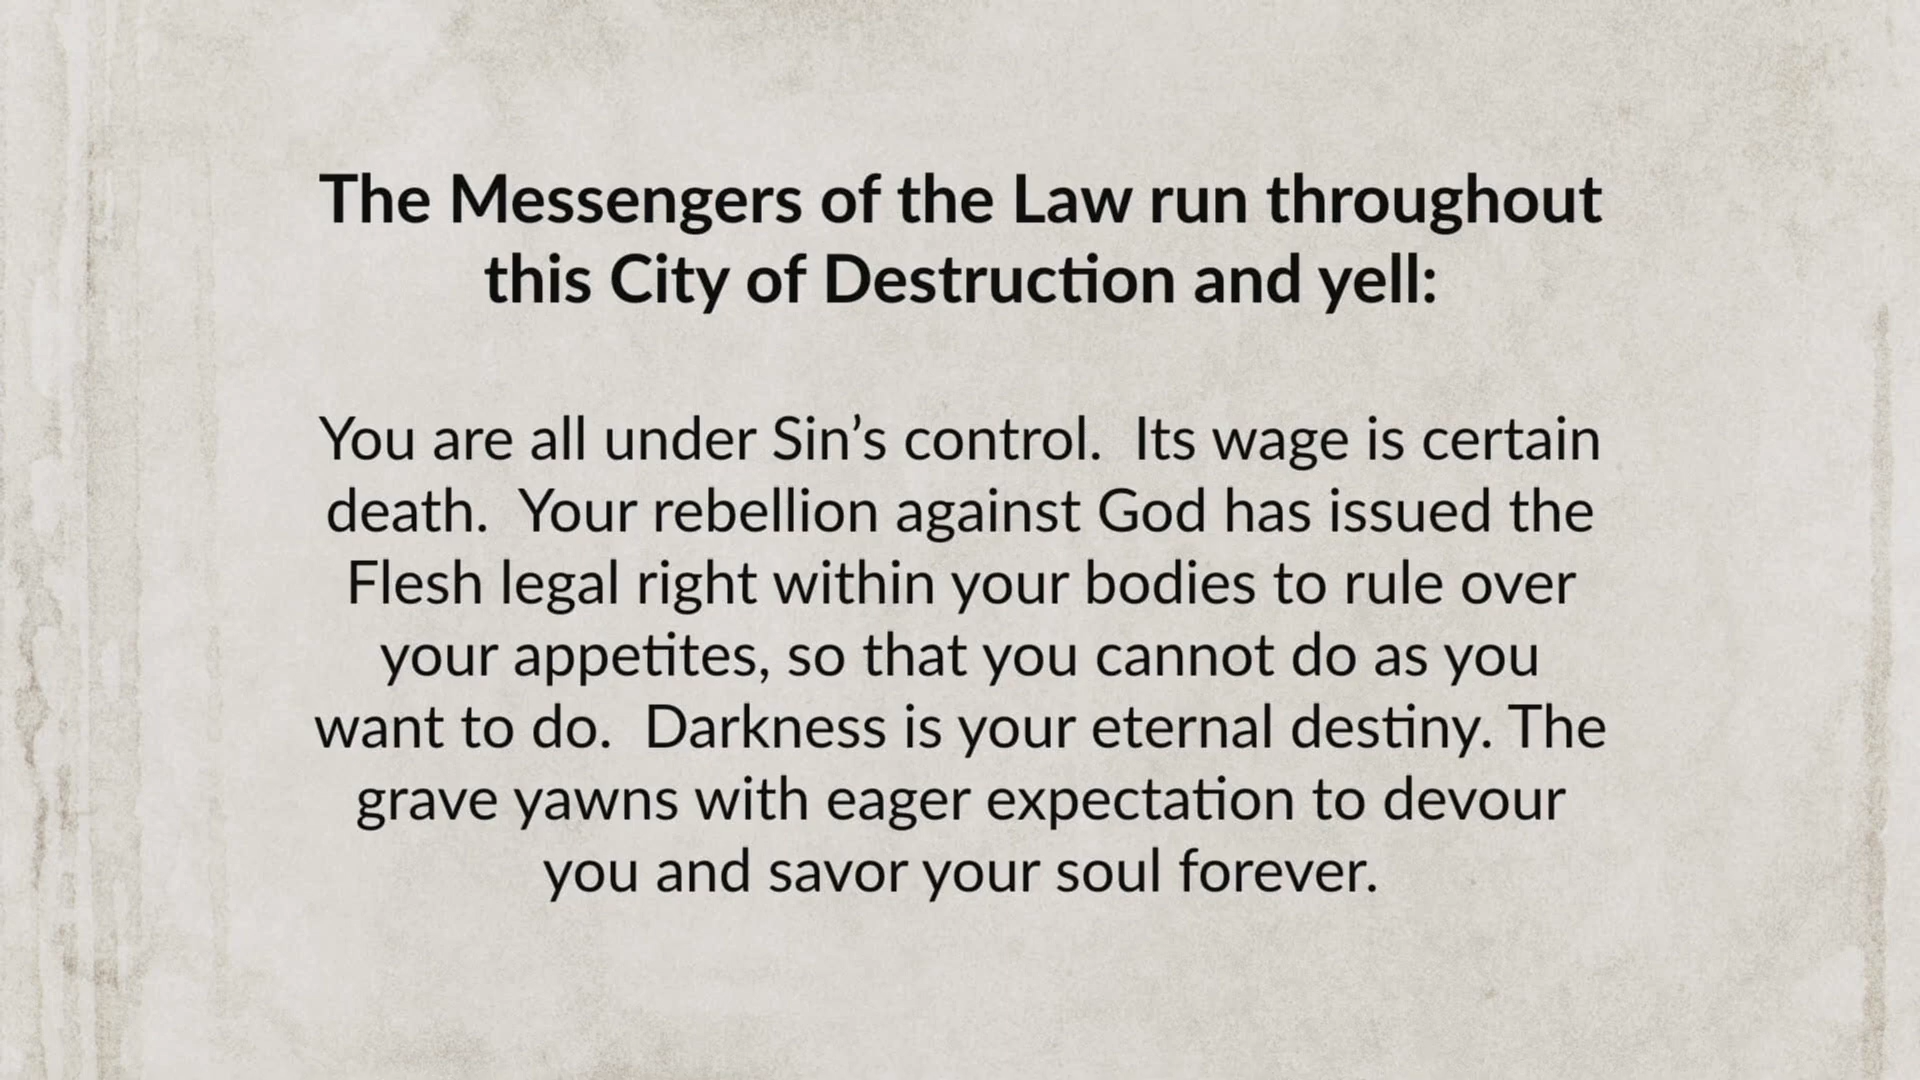 The Messengers of the Law run throughout
this City of Destruction and yell:
You are all under Sin’s control.  Its wage is certain
death.  Your rebellion against God has issued the
Flesh legal right within your bodies to rule over
your appetites, so that you cannot do as you
want to do.  Darkness is your eternal destiny. The
grave yawns with eager expectation to devour
you and savor your soul forever.